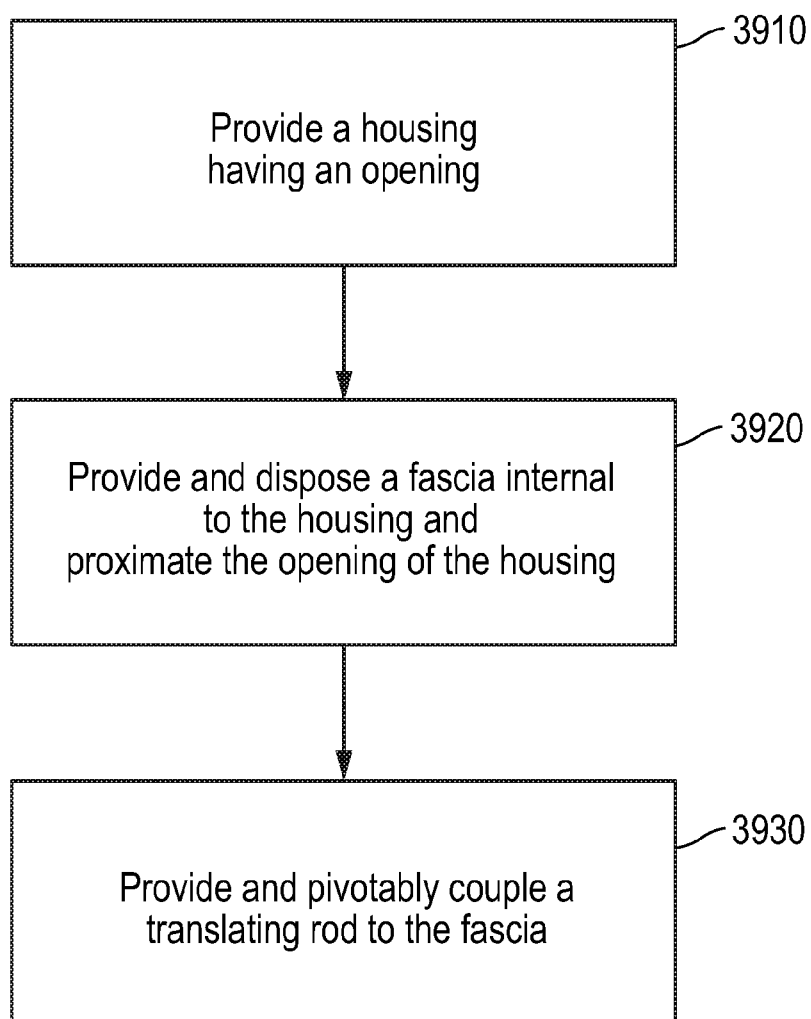 3910
Provide a housing
having an opening
3920
Provide and dispose a fascia internal
to the housing and
proximate the opening of the housing
3930
Provide and pivotably couple a
translating rod to the fascia